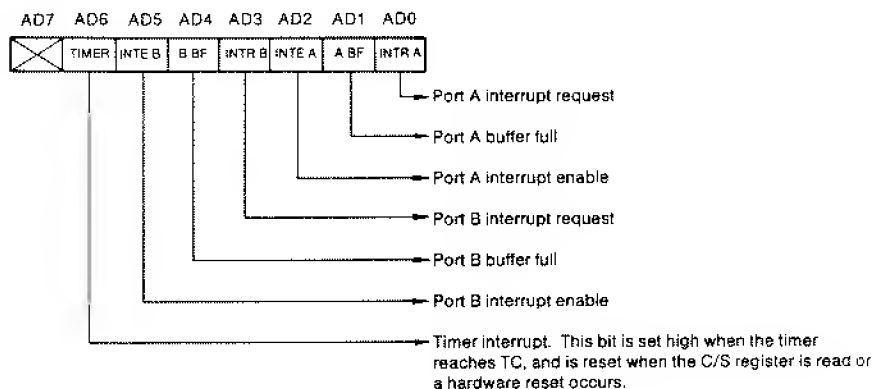 AD7 AD6 AD5 AD4 AD3 AD2 AD1 AD0
TIMER INTE B B BF INTR B INTE A A BF INTR A
Port A interrupt request
Port A buffer full
Port A interrupt enable
Port B interrupt request
Port B buffer full
Port B interrupt enable
Timer interrupt. This bit is set high when the timer
reaches TC, and is reset when the C/S register is read or
a hardware reset occurs.